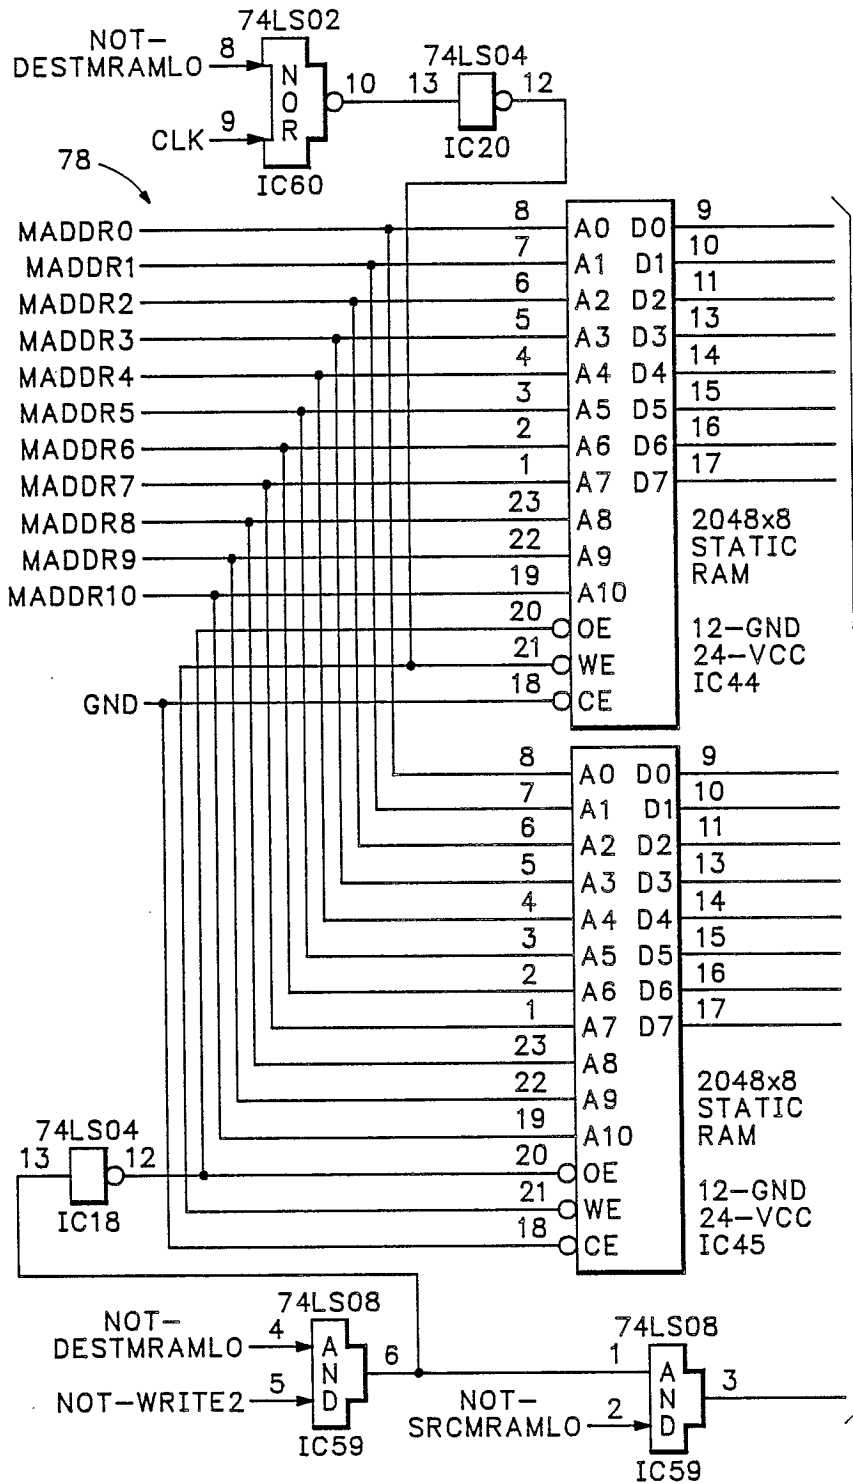 74LS02
NOT-
DESTMRAMLO
8
NOR
10
CLK
9
IC60
74LS04
13
12
IC20
78
MADDR0
8
A0
D0
9
MADDR1
7
A1
D1
10
MADDR2
6
A2
D2
11
MADDR3
5
A3
D3
13
MADDR4
4
A4
D4
14
MADDR5
3
A5
D5
15
MADDR6
2
A6
D6
16
MADDR7
1
A7
D7
17
MADDR8
23
A8
MADDR9
22
A9
MADDR10
19
A10
20
OE
21
WE
GND
18
CE
2048x8
STATIC
RAM
12-GND
24-VCC
IC44
8
A0
D0
9
7
A1
D1
10
6
A2
D2
11
5
A3
D3
13
4
A4
D4
14
3
A5
D5
15
2
A6
D6
16
1
A7
D7
17
23
A8
22
A9
19
A10
20
OE
21
WE
18
CE
2048x8
STATIC
RAM
12-GND
24-VCC
IC45
74LS04
13
12
IC18
74LS08
NOT-
DESTMRAMLO
4
NOT-WRITE2
5
AND
6
IC59
74LS08
1
NOT-
SRCMRAMLO
2
AND
3
IC59